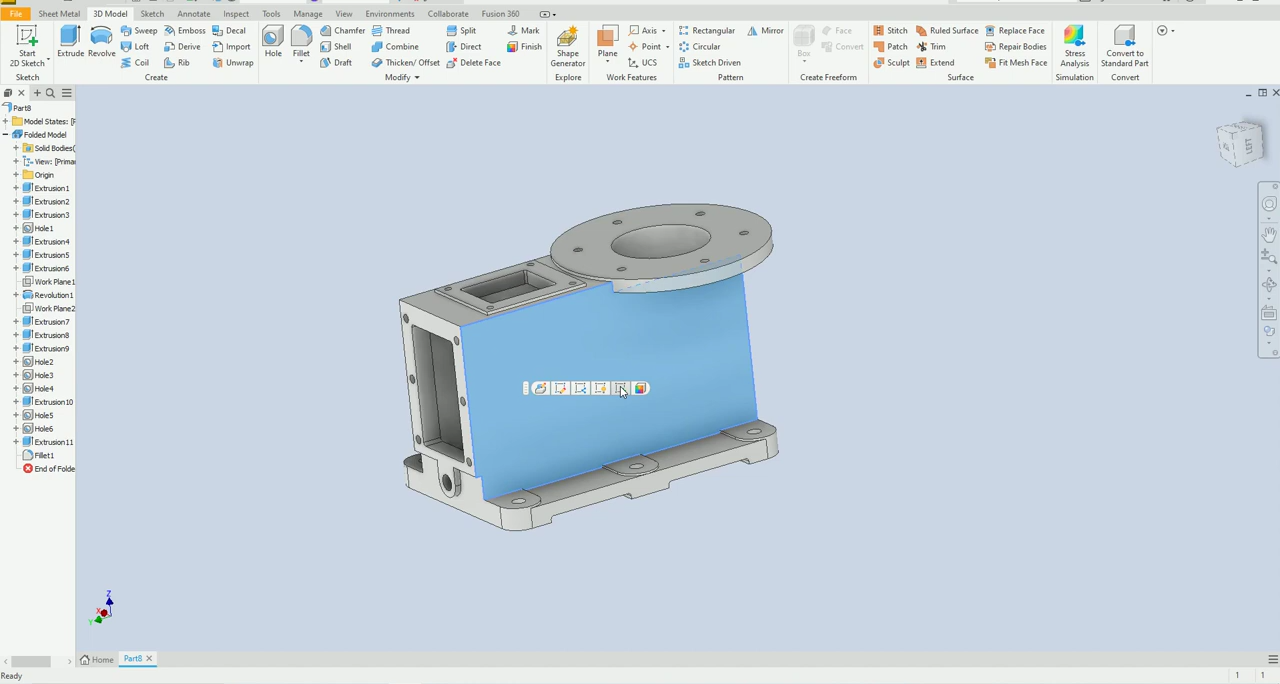 File Sheet Metal 3D Model Sketch Annotate Inspect Tools Manage View Environments Collaborate Fusion 360
Start
2D Sketch
Sketch
Extrude
Revolve
Sweep
Emboss
Decal
Loft
Derive
Import
Coil
Rib
Unwrap
Create
Hole
Fillet
Chamfer
Thread
Split
Mark
Shell
Combine
Direct
Finish
Draft
Thicken/ Offset
Delete Face
Modify
Shape
Generator
Explore
Plane
Axis
Point
UCS
Work Features
Rectangular
Mirror
Circular
Sketch Driven
Pattern
Box
Face
Convert
Create Freeform
Stitch
Ruled Surface
Replace Face
Patch
Trim
Repair Bodies
Sculpt
Extend
Fit Mesh Face
Surface
Stress
Analysis
Simulation
Convert to
Standard Part
Convert
Part8
Model States: [
Folded Model
Solid Bodies(
View: [Prima
Origin
Extrusion1
Extrusion2
Extrusion3
Hole1
Extrusion4
Extrusion5
Extrusion6
Work Plane1
Revolution1
Work Plane2
Extrusion7
Extrusion8
Extrusion9
Hole2
Hole3
Hole4
Extrusion10
Hole5
Hole6
Extrusion11
Fillet1
End of Folde
Z
X
Y
Home Part8
Ready 1 1